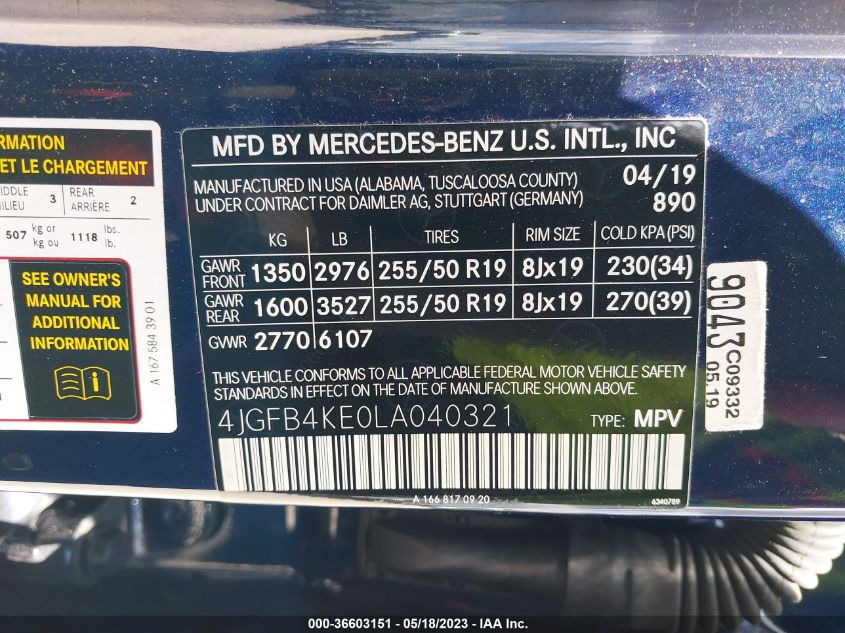 RMATION
ET LE CHARGEMENT
IDDLE
ILIEU 3 REAR
ARRIÈRE 2
507 kg or
kg ou 1118 lbs.
lb.
SEE OWNER'S
MANUAL FOR
ADDITIONAL
INFORMATION
A 167 584 39 01
MFD BY MERCEDES-BENZ U.S. INTL., INC
MANUFACTURED IN USA (ALABAMA, TUSCALOOSA COUNTY) 04/19
UNDER CONTRACT FOR DAIMLER AG, STUTTGART (GERMANY) 890
KG LB TIRES RIM SIZE COLD KPA (PSI)
GAWR
FRONT 1350 2976 255/50 R19 8Jx19 230(34)
GAWR
REAR 1600 3527 255/50 R19 8Jx19 270(39)
GVWR 2770 6107
THIS VEHICLE CONFORMS TO ALL APPLICABLE FEDERAL MOTOR VEHICLE SAFETY
STANDARDS IN EFFECT ON THE DATE OF MANUFACTURE SHOWN ABOVE.
4JGFB4KE0LA040321 TYPE: MPV
A 166 817 09 20
6340789
9043
C09332
05.19
000-36603151 - 05/18/2023 - IAA Inc.